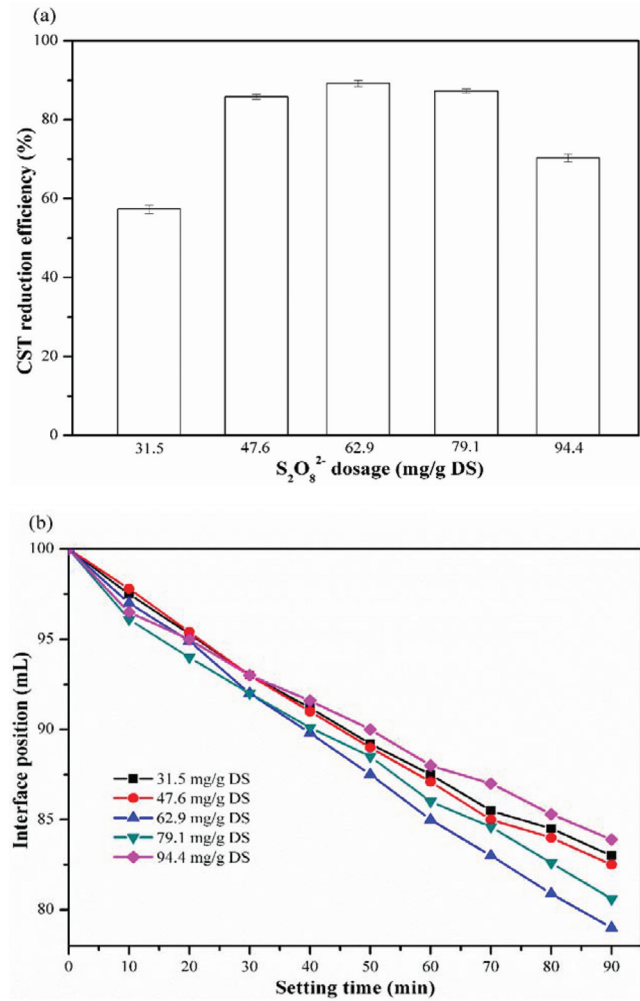 (a)
100
80
60
40
20
0
CST reduction efficiency (%)
31.5 47.6 62.9 79.1 94.4
S₂O₈²⁻ dosage (mg/g DS)
(b)
100
95
90
85
80
Interface position (mL)
31.5 mg/g DS
47.6 mg/g DS
62.9 mg/g DS
79.1 mg/g DS
94.4 mg/g DS
0 10 20 30 40 50 60 70 80 90
Setting time (min)